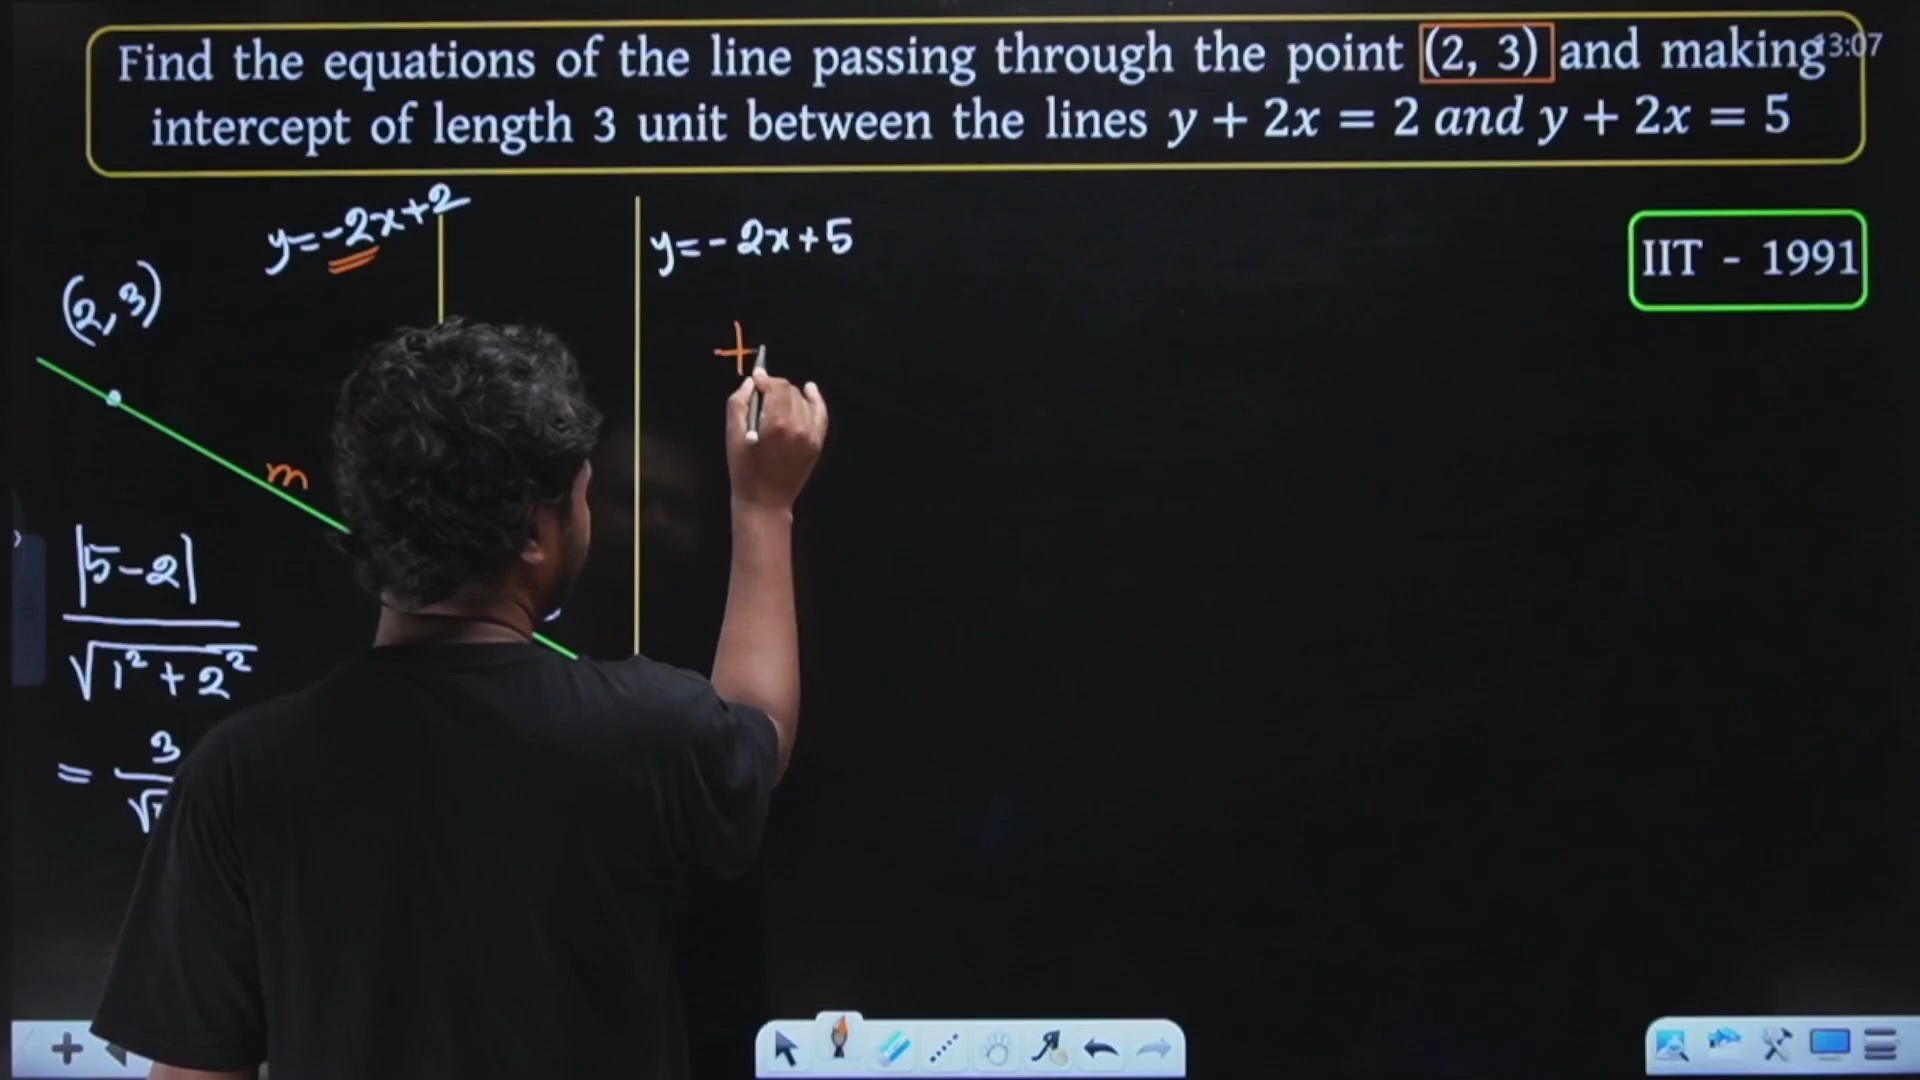 Find the equations of the line passing through the point (2, 3) and making
intercept of length 3 unit between the lines y + 2x = 2 and y + 2x = 5
13:07
IIT - 1991
y=-2x+2
y=-2x+5
(2,3)
m
|5-2|
√1²+2²
= 3